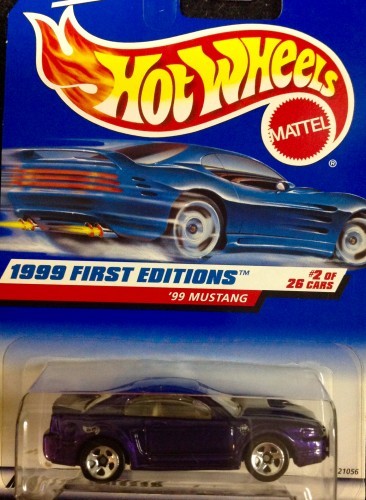 HOT WHEELS
MATTEL
®
1999 FIRST EDITIONS™
#2 OF
26 CARS
'99 MUSTANG
21056